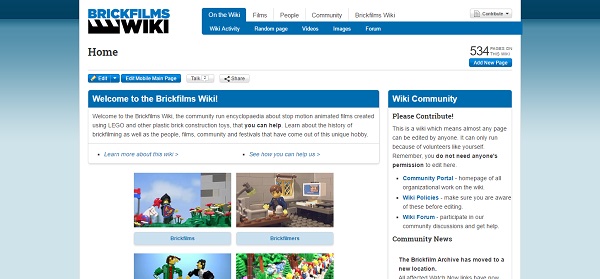 BRICKFILMS
WIKI
On the Wiki Films People Community Brickfilms Wiki
Contribute
Wiki Activity Random page Videos Images Forum
Home
534 PAGES ON THIS WIKI
Add New Page
Edit Edit Mobile Main Page Talk 2 Share
Welcome to the Brickfilms Wiki!
Welcome to the Brickfilms Wiki, the community run encyclopaedia about stop motion animated films created
using LEGO and other plastic brick construction toys, that you can help. Learn about the history of
brickfilming as well as the people, films, community and festivals that have come out of this unique hobby.
• Learn more about this wiki > • See how you can help us >
Brickfilms Brickfilmers
Wiki Community
Please Contribute!
This is a wiki which means almost any page
can be edited by anyone. It can only run
because of volunteers like yourself.
Remember, you do not need anyone's
permission to edit here.
• Community Portal - homepage of all
organizational work on the wiki.
• Wiki Policies - make sure you are aware
of these before editing.
• Wiki Forum - participate in our
community discussions and get help.
Community News
The Brickfilm Archive has moved to a
new location.
All affected Watch Now links have now